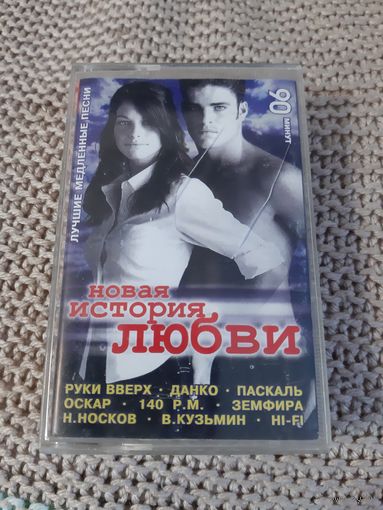 ЛУЧШИЕ МЕДЛЕННЫЕ ПЕСНИ
90 МИНУТ
новая
история
любви
РУКИ ВВЕРХ · ДАНКО · ПАСКАЛЬ
ОСКАР · 140 Р.М. · ЗЕМФИРА
Н.НОСКОВ · В.КУЗЬМИН · HI-FI